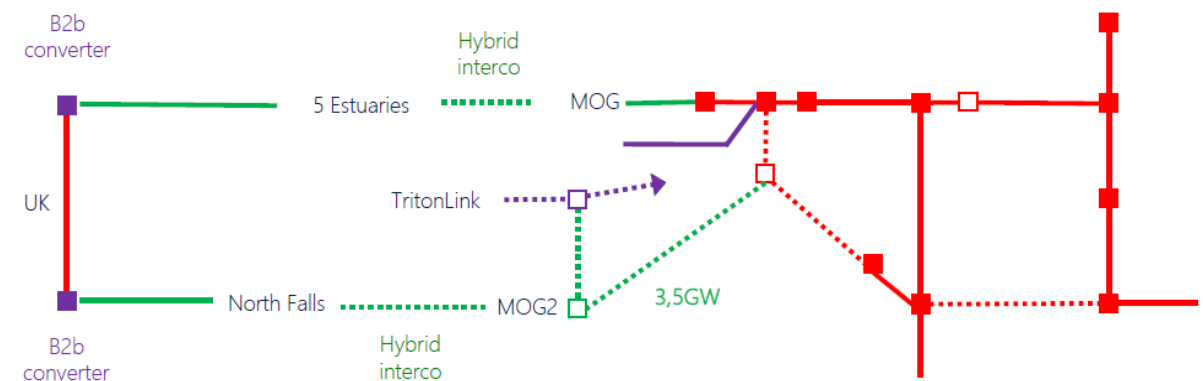 B2b
converter
Hybrid
interco
5 Estuaries
MOG
UK
TritonLink
North Falls
MOG2
3,5GW
B2b
converter
Hybrid
interco